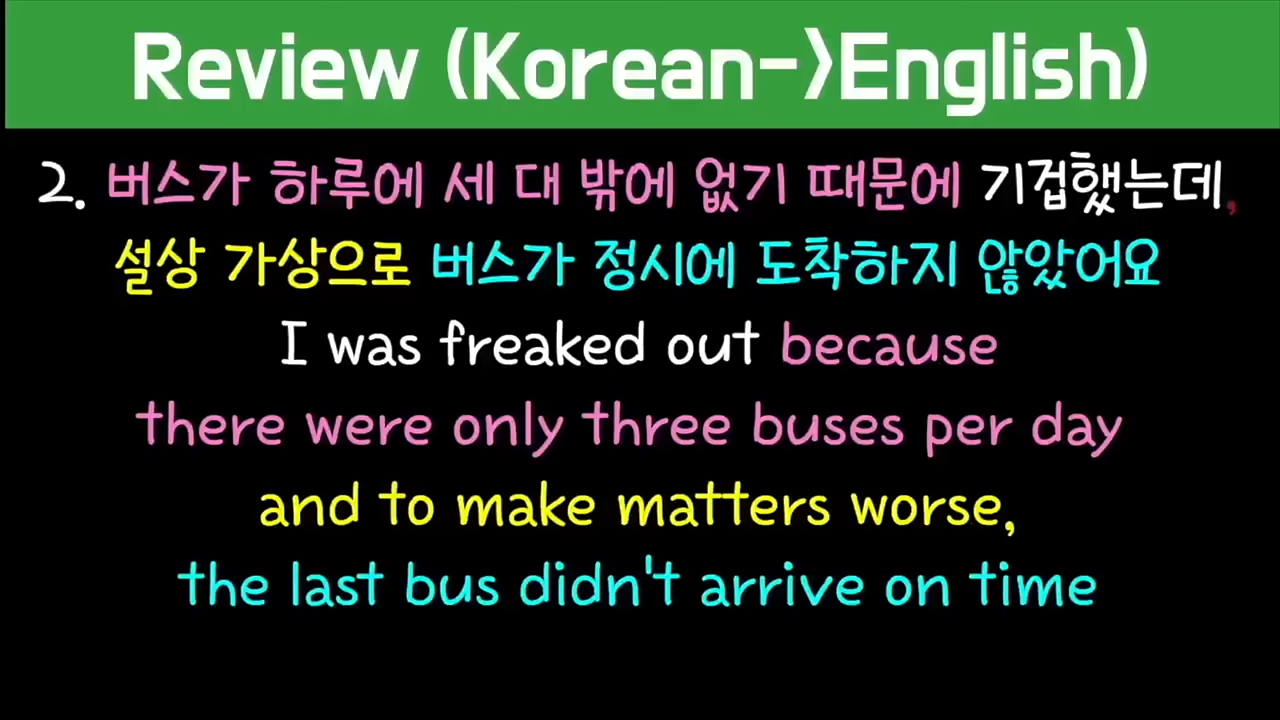 Review (Korean->English)
2. 버스가 하루에 세 대 밖에 없기 때문에 기겁했는데,
설상 가상으로 버스가 정시에 도착하지 않았어요
I was freaked out because
there were only three buses per day
and to make matters worse,
the last bus didn't arrive on time